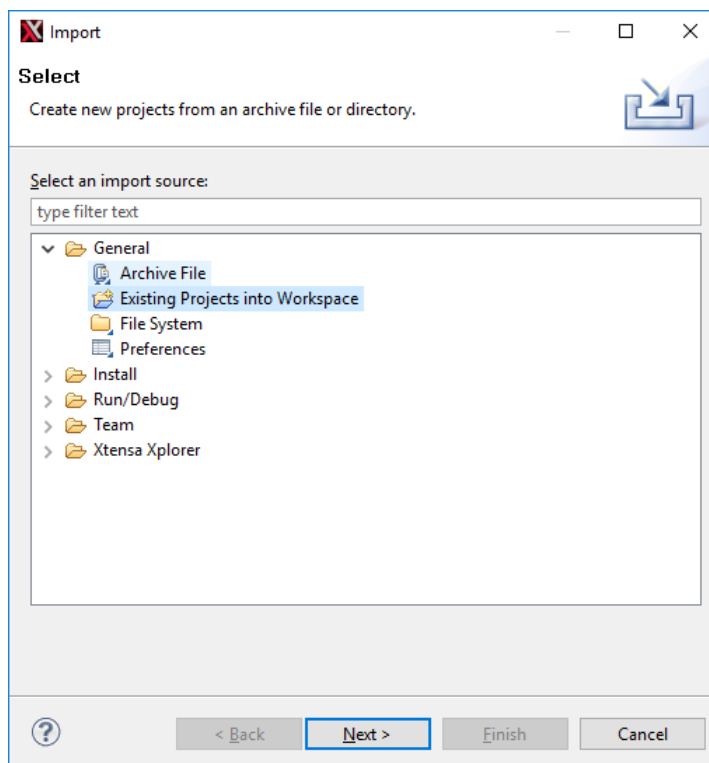 Import
Select
Create new projects from an archive file or directory.
Select an import source:
type filter text
General
Archive File
Existing Projects into Workspace
File System
Preferences
Install
Run/Debug
Team
Xtensa Xplorer
? < Back Next > Finish Cancel